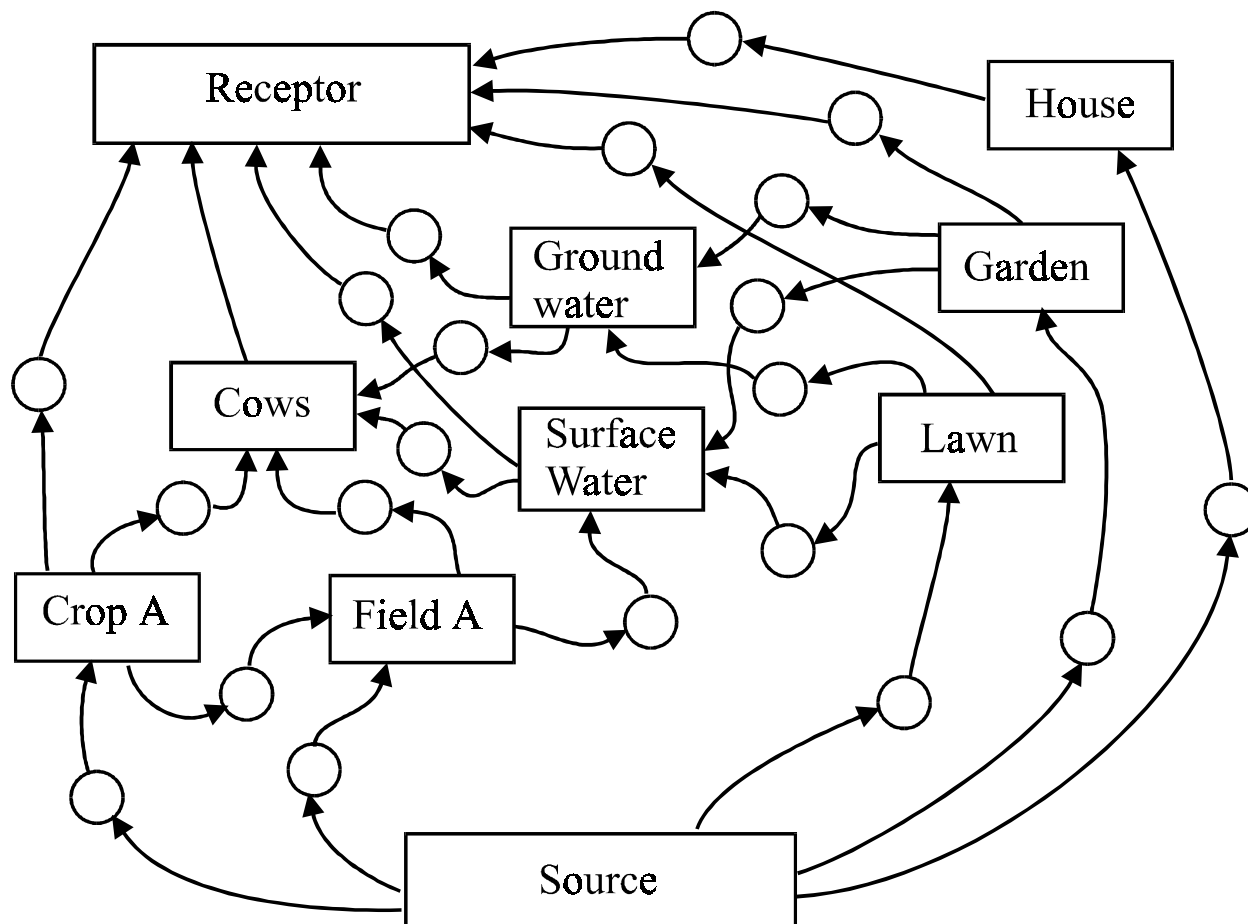 Receptor
House
Ground
water
Garden
Cows
Surface
Water
Lawn
Crop A
Field A
Source